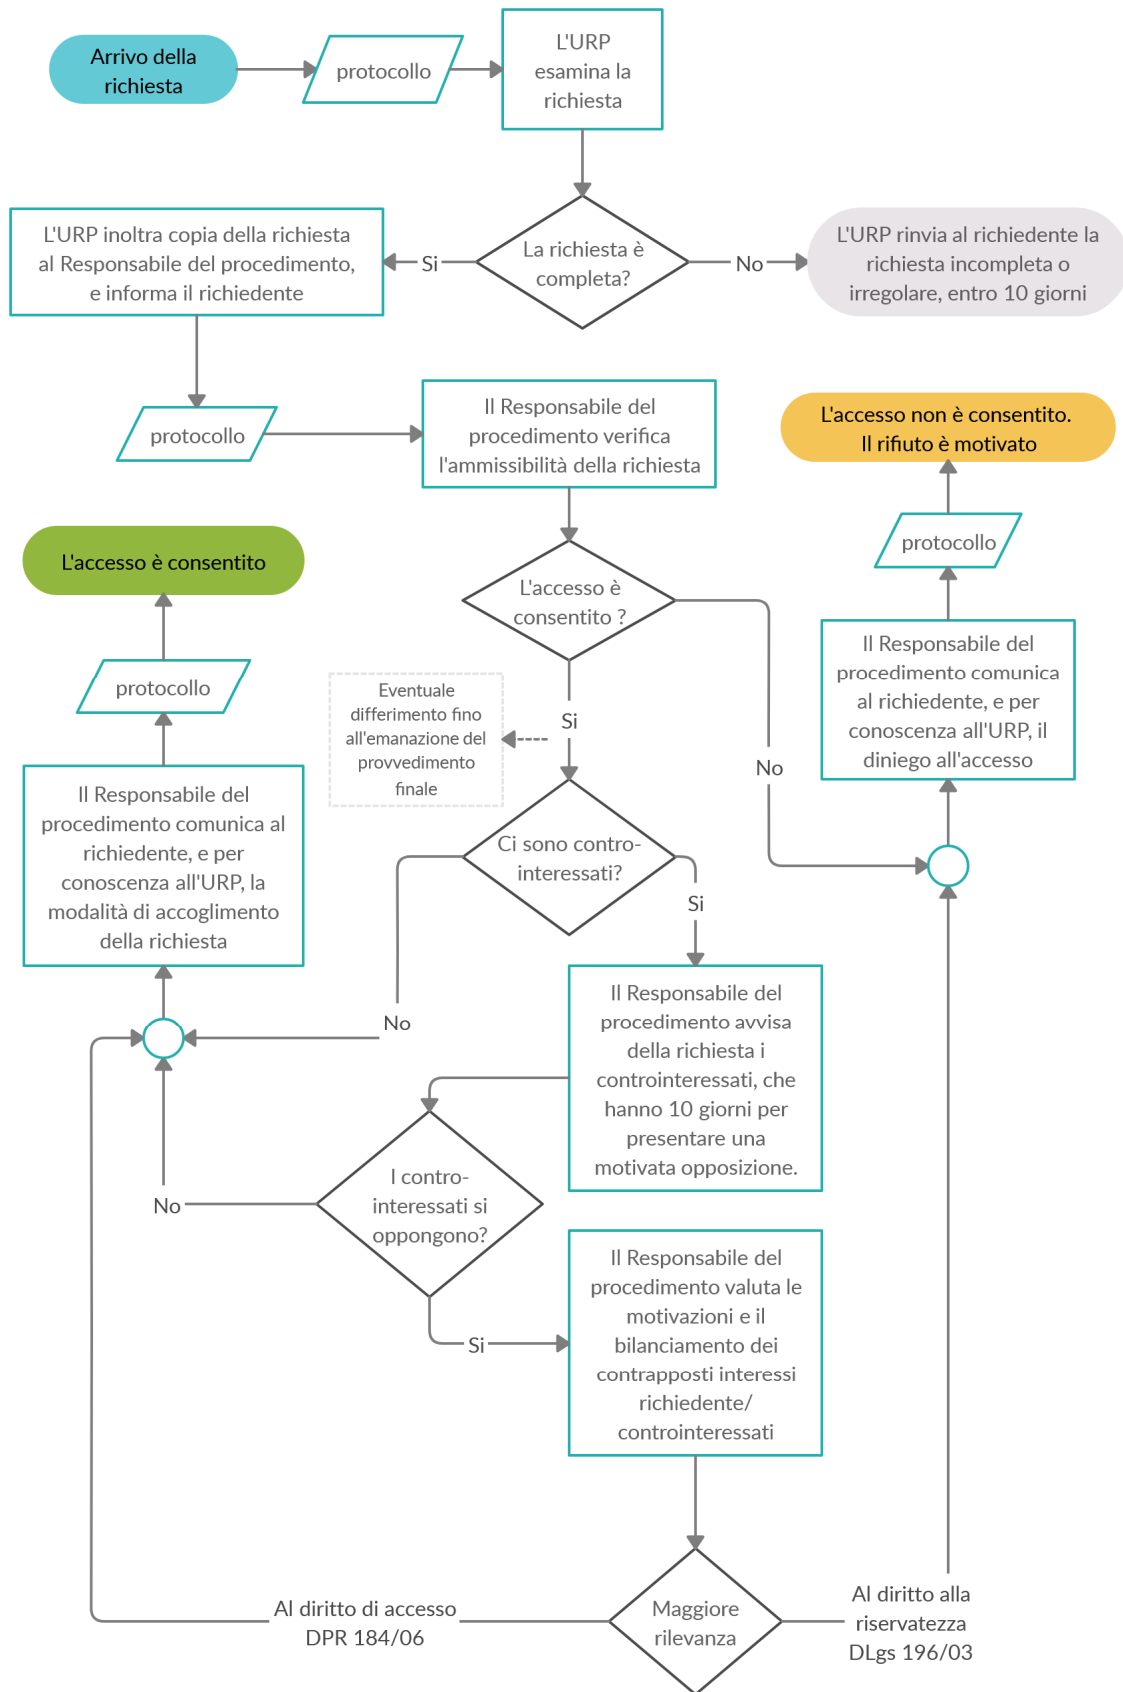 Arrivo della
richiesta
protocollo
L'URP
esamina la
richiesta
L'URP inoltra copia della richiesta
al Responsabile del procedimento,
e informa il richiedente
Si
La richiesta è
completa?
No
L'URP rinvia al richiedente la
richiesta incompleta o
irregolare, entro 10 giorni
protocollo
Il Responsabile del
procedimento verifica
l'ammissibilità della richiesta
L'accesso non è consentito.
Il rifiuto è motivato
protocollo
L'accesso è consentito
L'accesso è
consentito ?
Il Responsabile del
procedimento comunica
al richiedente, e per
conoscenza all'URP, il
diniego all'accesso
protocollo
Eventuale
differimento fino
all'emanazione del
provvedimento
finale
Si
No
Il Responsabile del
procedimento comunica al
richiedente, e per
conoscenza all'URP, la
modalità di accoglimento
della richiesta
Ci sono contro-
interessati?
Si
No
Il Responsabile del
procedimento avvisa
della richiesta i
controinteressati, che
hanno 10 giorni per
presentare una
motivata opposizione.
I contro-
interessati si
oppongono?
No
Si
Il Responsabile del
procedimento valuta le
motivazioni e il
bilanciamento dei
contrapposti interessi
richiedente/
controinteressati
Al diritto di accesso
DPR 184/06
Maggiore
rilevanza
Al diritto alla
riservatezza
DLgs 196/03